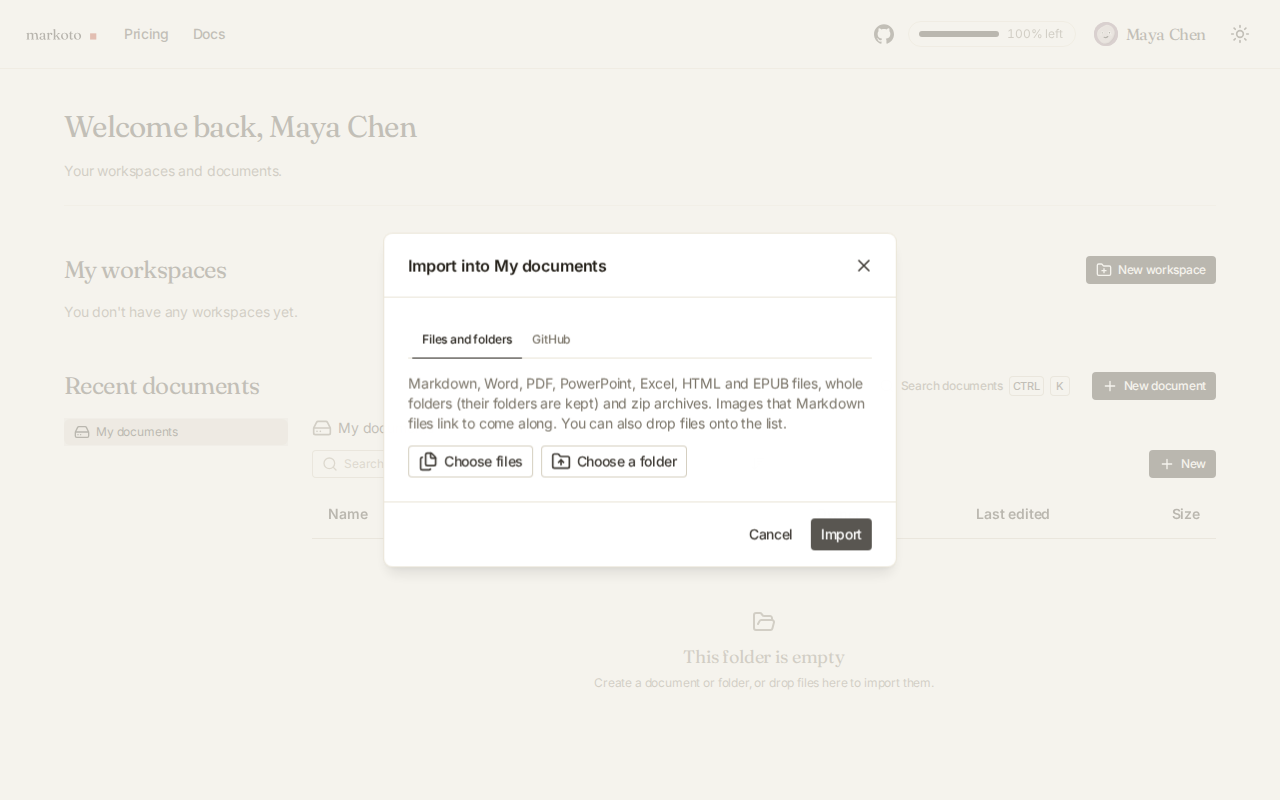 markoto
Pricing
Docs
100% left
Maya Chen
Welcome back, Maya Chen
Your workspaces and documents.
My workspaces
New workspace
You don't have any workspaces yet.
Recent documents
Search documents CTRL K
New document
My documents
My doc
Search
New
Name
Last edited
Size
This folder is empty
Create a document or folder, or drop files here to import them.
Import into My documents
Files and folders
GitHub
Markdown, Word, PDF, PowerPoint, Excel, HTML and EPUB files, whole
folders (their folders are kept) and zip archives. Images that Markdown
files link to come along. You can also drop files onto the list.
Choose files
Choose a folder
Cancel
Import